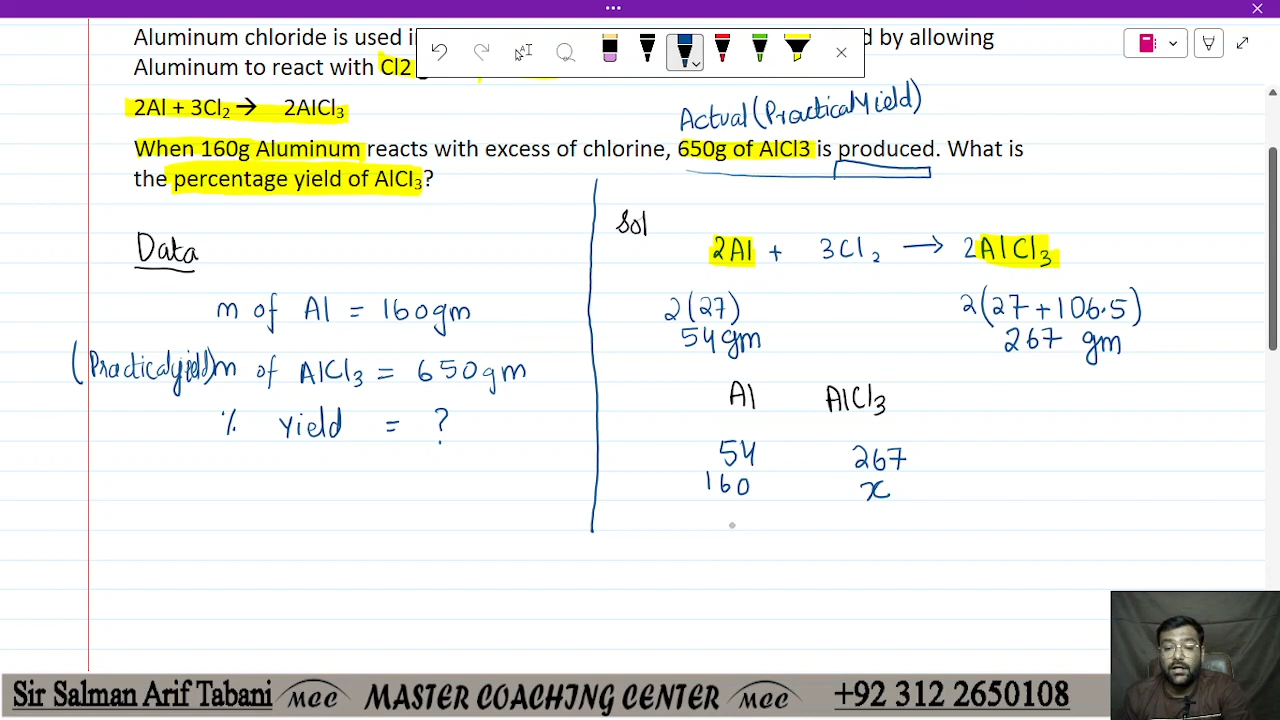 Aluminum chloride is used i
d by allowing
Aluminum to react with Cl2
2Al + 3Cl₂ → 2AlCl₃
Actual (Practical Yield)
When 160g Aluminum reacts with excess of chlorine, 650g of AlCl3 is produced. What is
the percentage yield of AlCl₃?
Data
m of Al = 160gm
(Practical yield) m of AlCl₃ = 650gm
% Yield = ?
Sol
2Al + 3Cl₂ → 2AlCl₃
2(27) 2(27+106.5)
54gm 267 gm
Al AlCl₃
54 267
160 x
Sir Salman Arif Tabani MCC MASTER COACHING CENTER MCC +92 312 2650108